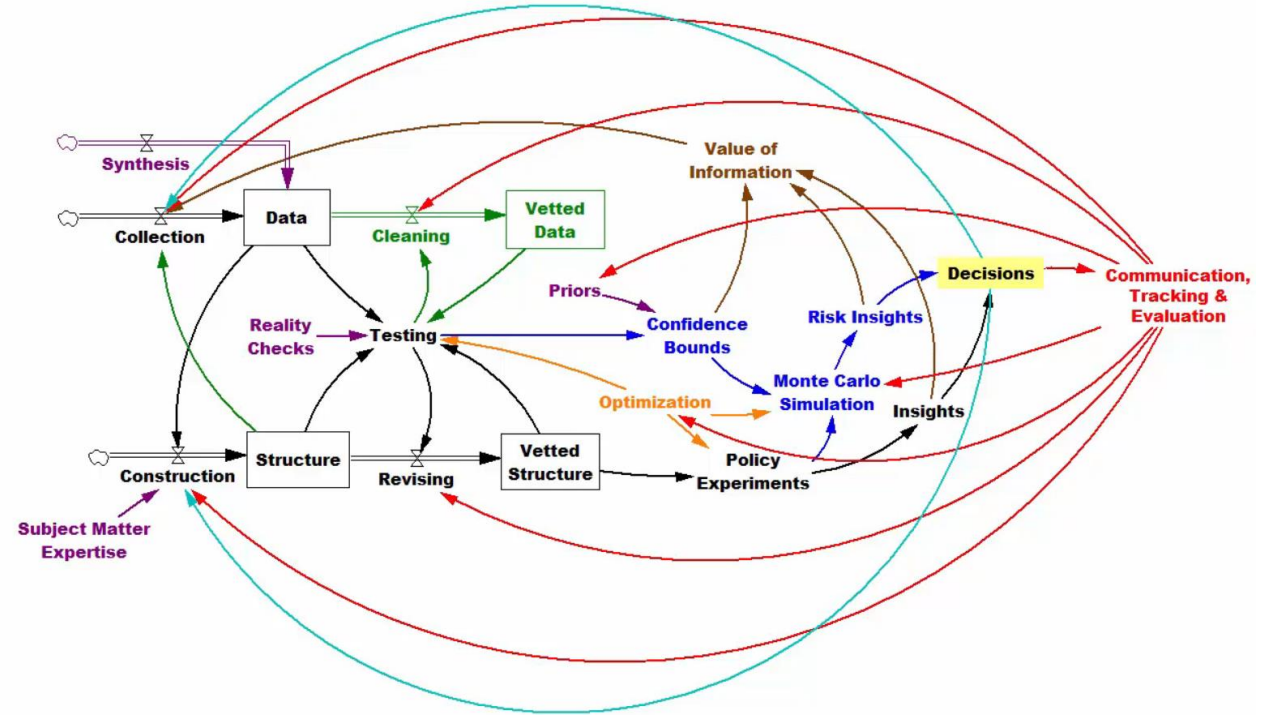 Synthesis
Collection
Data
Cleaning
Vetted
Data
Value of
Information
Priors
Reality
Checks
Testing
Confidence
Bounds
Risk Insights
Decisions
Communication,
Tracking &
Evaluation
Optimization
Monte Carlo
Simulation
Insights
Construction
Structure
Revising
Vetted
Structure
Policy
Experiments
Subject Matter
Expertise